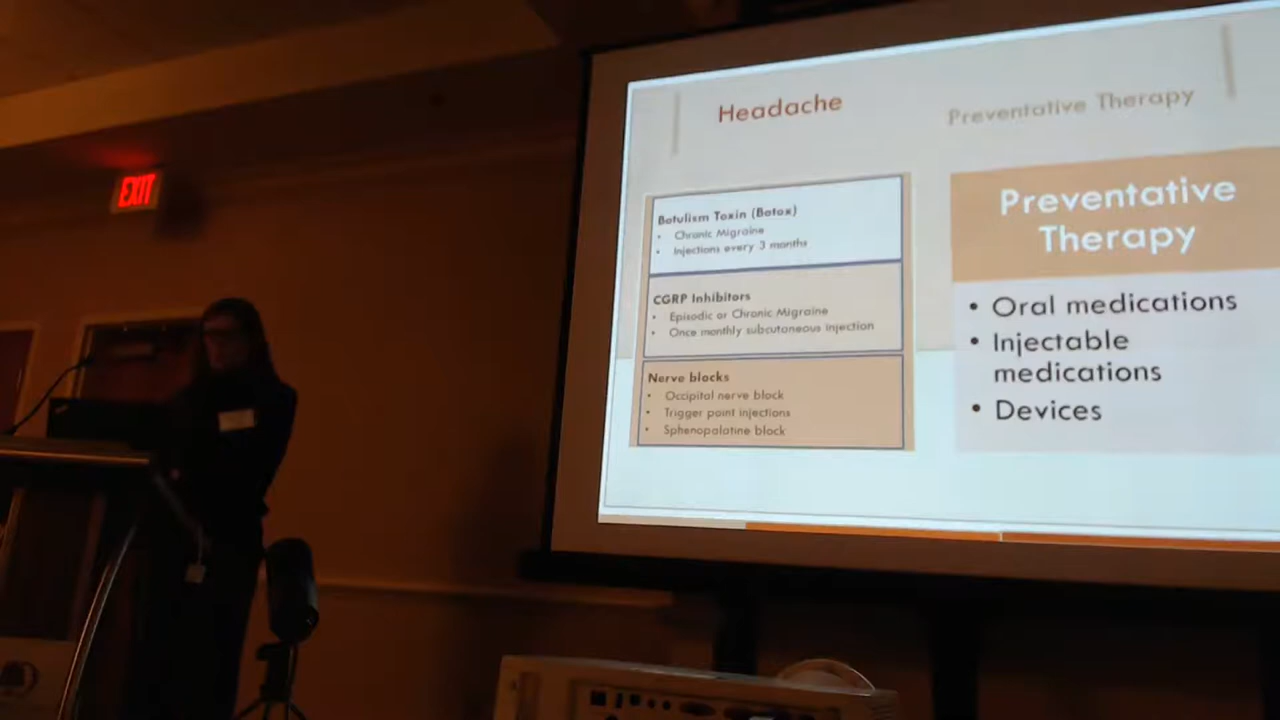 EXIT
Headache
Preventative Therapy
Botulism Toxin (Botox)
• Chronic Migraine
• Injections every 3 months
CGRP Inhibitors
• Episodic or Chronic Migraine
• Once monthly subcutaneous injection
Nerve blocks
• Occipital nerve block
• Trigger point injections
• Sphenopalatine block
Preventative
Therapy
• Oral medications
• Injectable
medications
• Devices